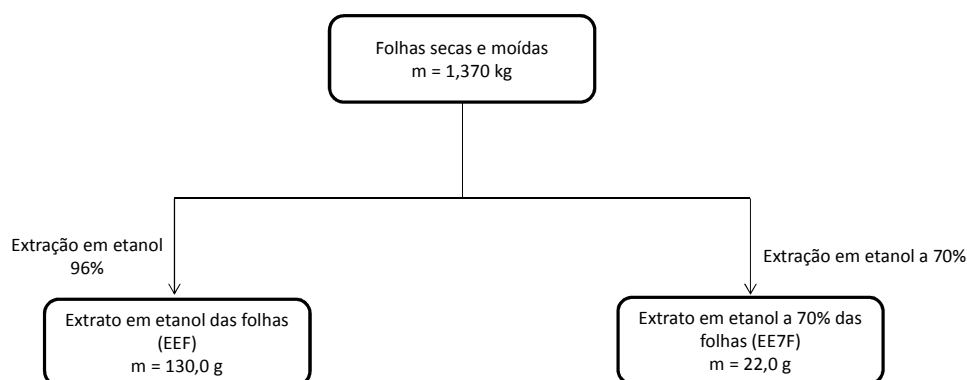 Folhas secas e moídas
m = 1,370 kg
Extração em etanol
96%
Extração em etanol a 70%
Extrato em etanol das folhas
(EEF)
m = 130,0 g
Extrato em etanol a 70% das
folhas (EE7F)
m = 22,0 g